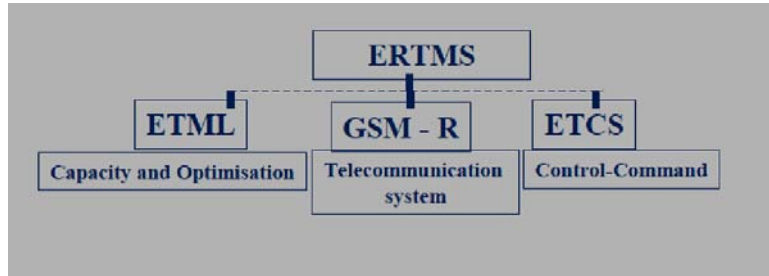 ERTMS
ETML
GSM - R
ETCS
Capacity and Optimisation
Telecommunication
system
Control-Command